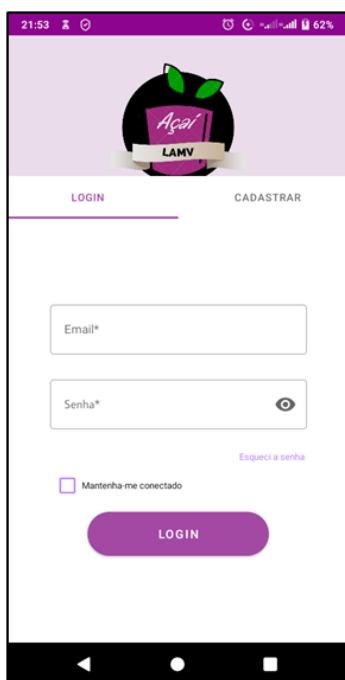 21:53 62%
Açaí
LAMV
LOGIN CADASTRAR
Email*
Senha*
Esqueci a senha
Mantenha-me conectado
LOGIN